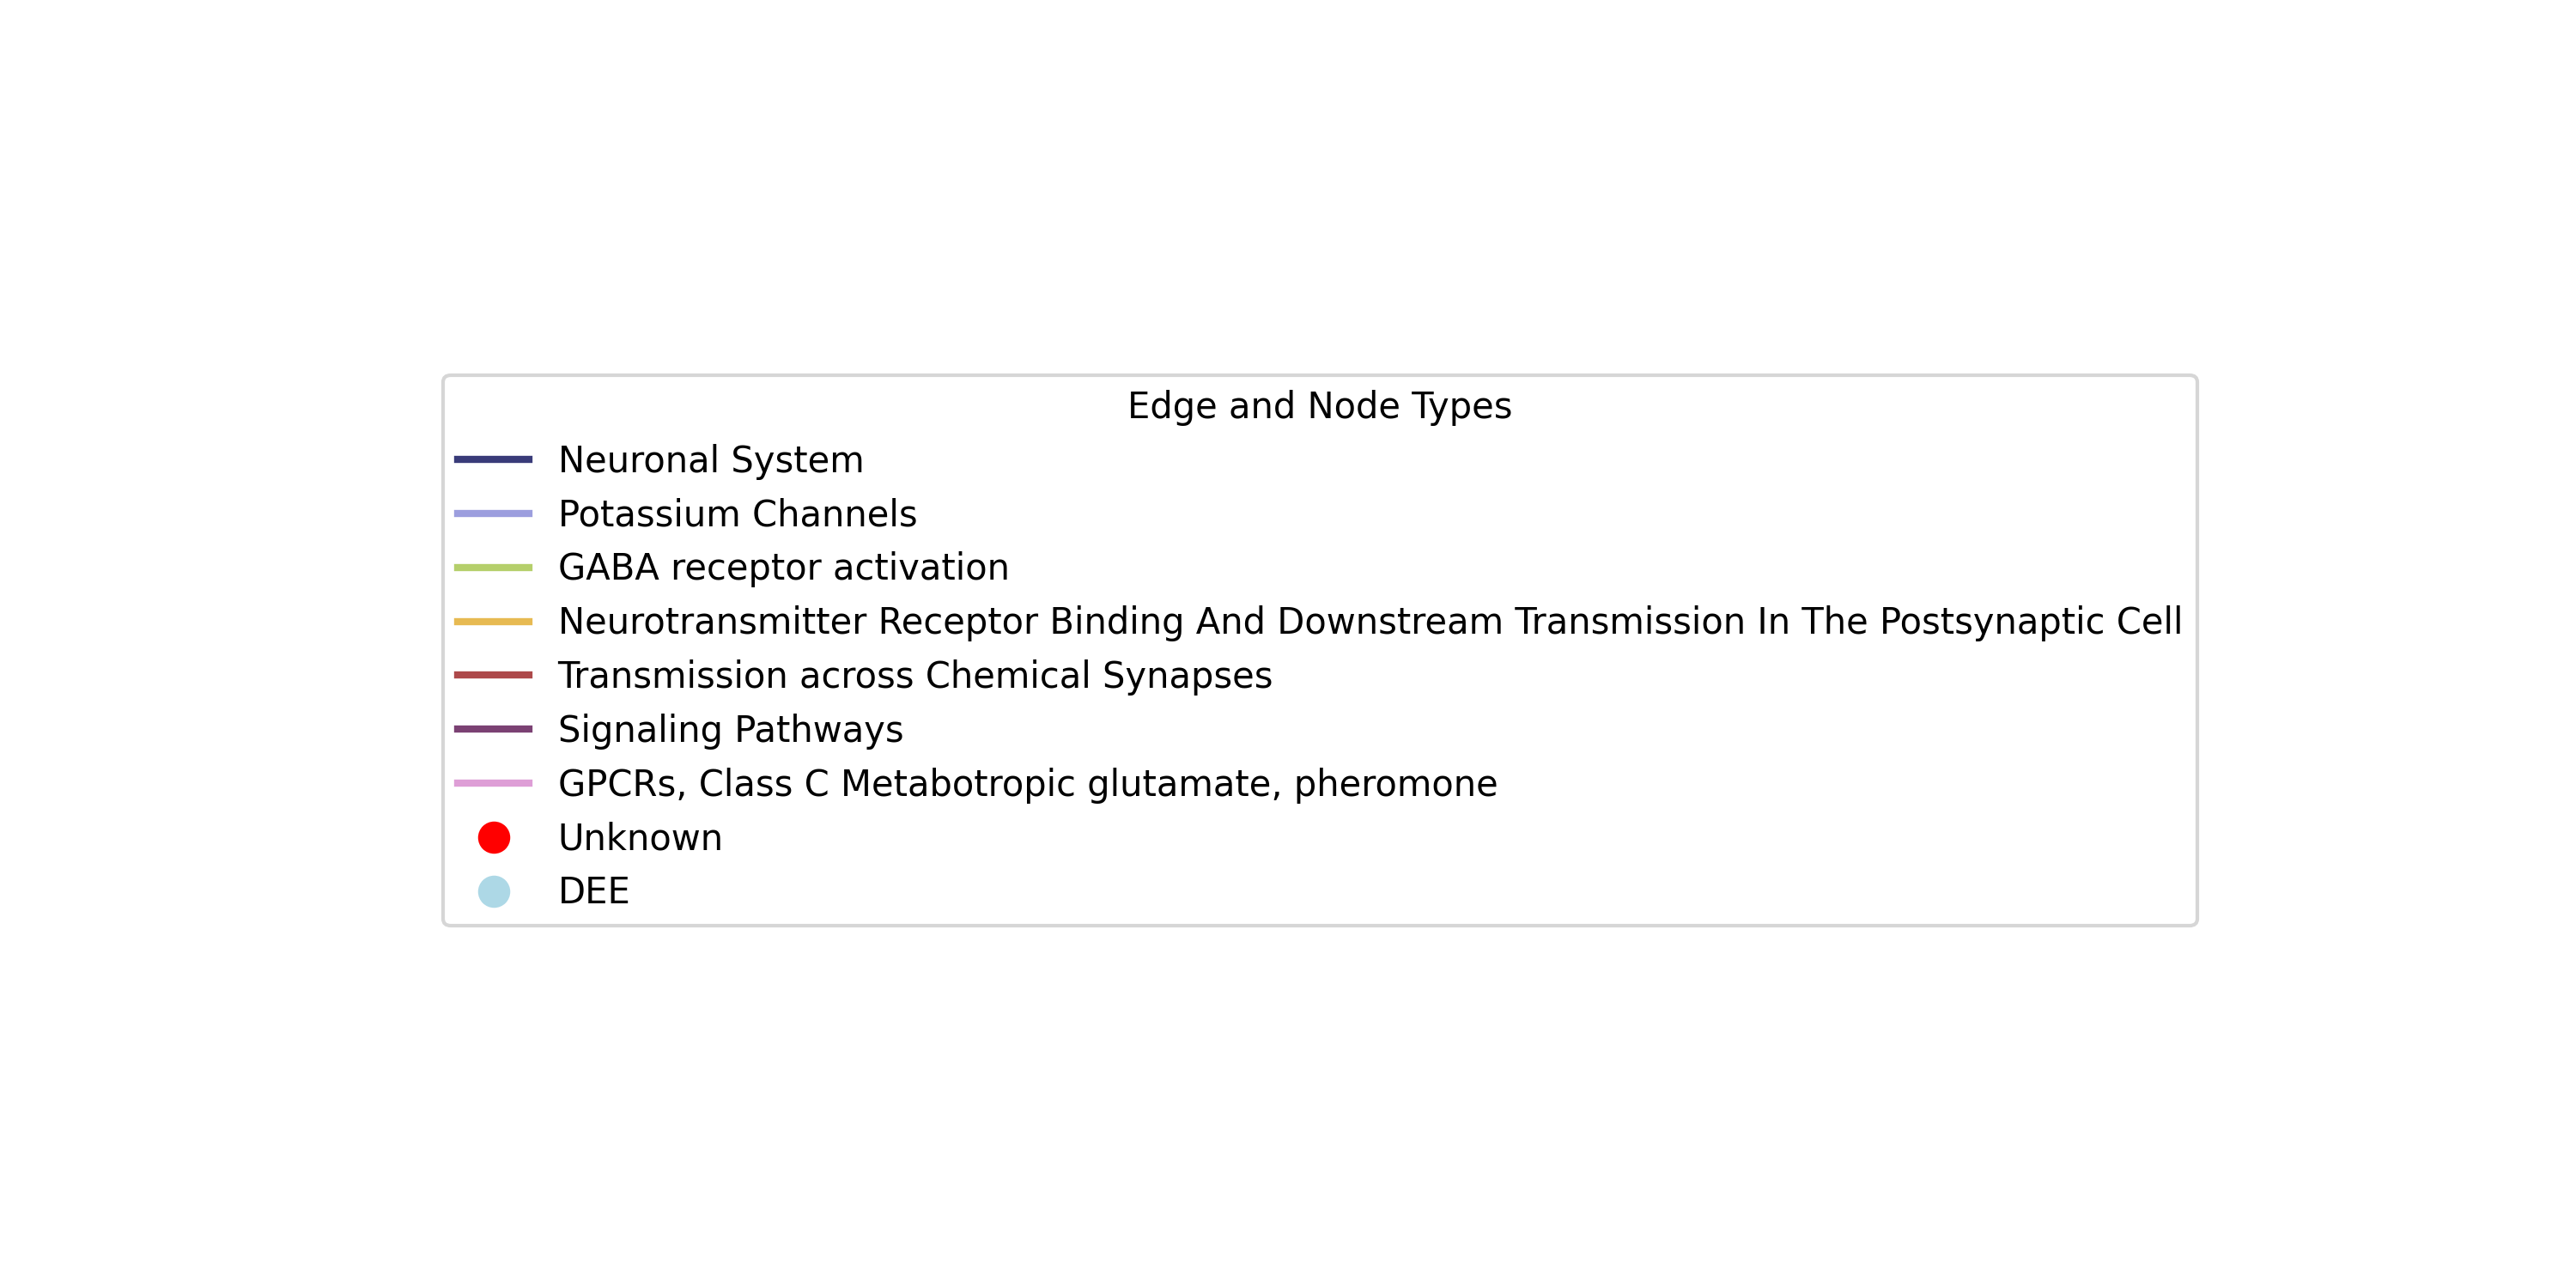 Edge and Node Types
Neuronal System
Potassium Channels
GABA receptor activation
Neurotransmitter Receptor Binding And Downstream Transmission In The Postsynaptic Cell
Transmission across Chemical Synapses
Signaling Pathways
GPCRs, Class C Metabotropic glutamate, pheromone
Unknown
DEE